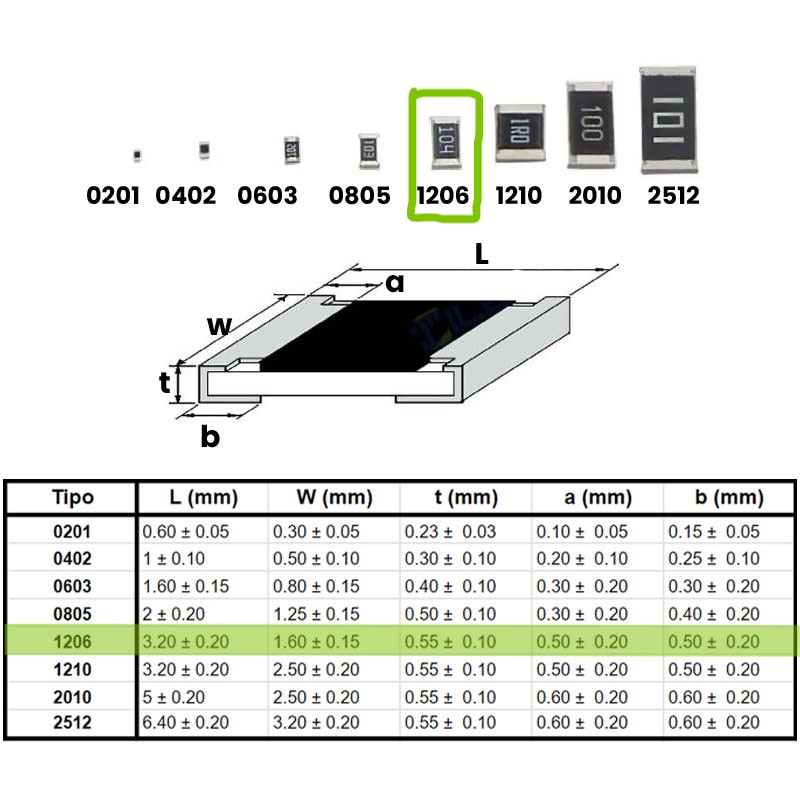 102 103 104 1R0 100 101
0201 0402 0603 0805 1206 1210 2010 2512
L
a
w
t
b
Tipo L (mm) W (mm) t (mm) a (mm) b (mm)
0201 0.60 ± 0.05 0.30 ± 0.05 0.23 ± 0.03 0.10 ± 0.05 0.15 ± 0.05
0402 1 ± 0.10 0.50 ± 0.10 0.30 ± 0.10 0.20 ± 0.10 0.25 ± 0.10
0603 1.60 ± 0.15 0.80 ± 0.15 0.40 ± 0.10 0.30 ± 0.20 0.30 ± 0.20
0805 2 ± 0.20 1.25 ± 0.15 0.50 ± 0.10 0.30 ± 0.20 0.40 ± 0.20
1206 3.20 ± 0.20 1.60 ± 0.15 0.55 ± 0.10 0.50 ± 0.20 0.50 ± 0.20
1210 3.20 ± 0.20 2.50 ± 0.20 0.55 ± 0.10 0.50 ± 0.20 0.50 ± 0.20
2010 5 ± 0.20 2.50 ± 0.20 0.55 ± 0.10 0.60 ± 0.20 0.60 ± 0.20
2512 6.40 ± 0.20 3.20 ± 0.20 0.55 ± 0.10 0.60 ± 0.20 0.60 ± 0.20